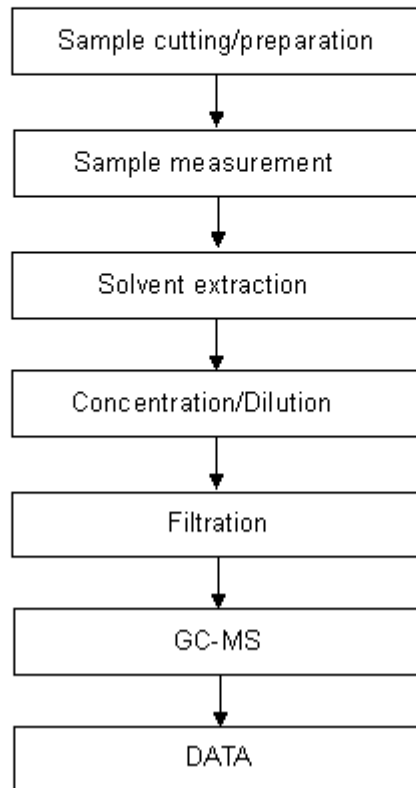 Sample cutting/preparation
Sample measurement
Solvent extraction
Concentration/Dilution
Filtration
GC-MS
DATA